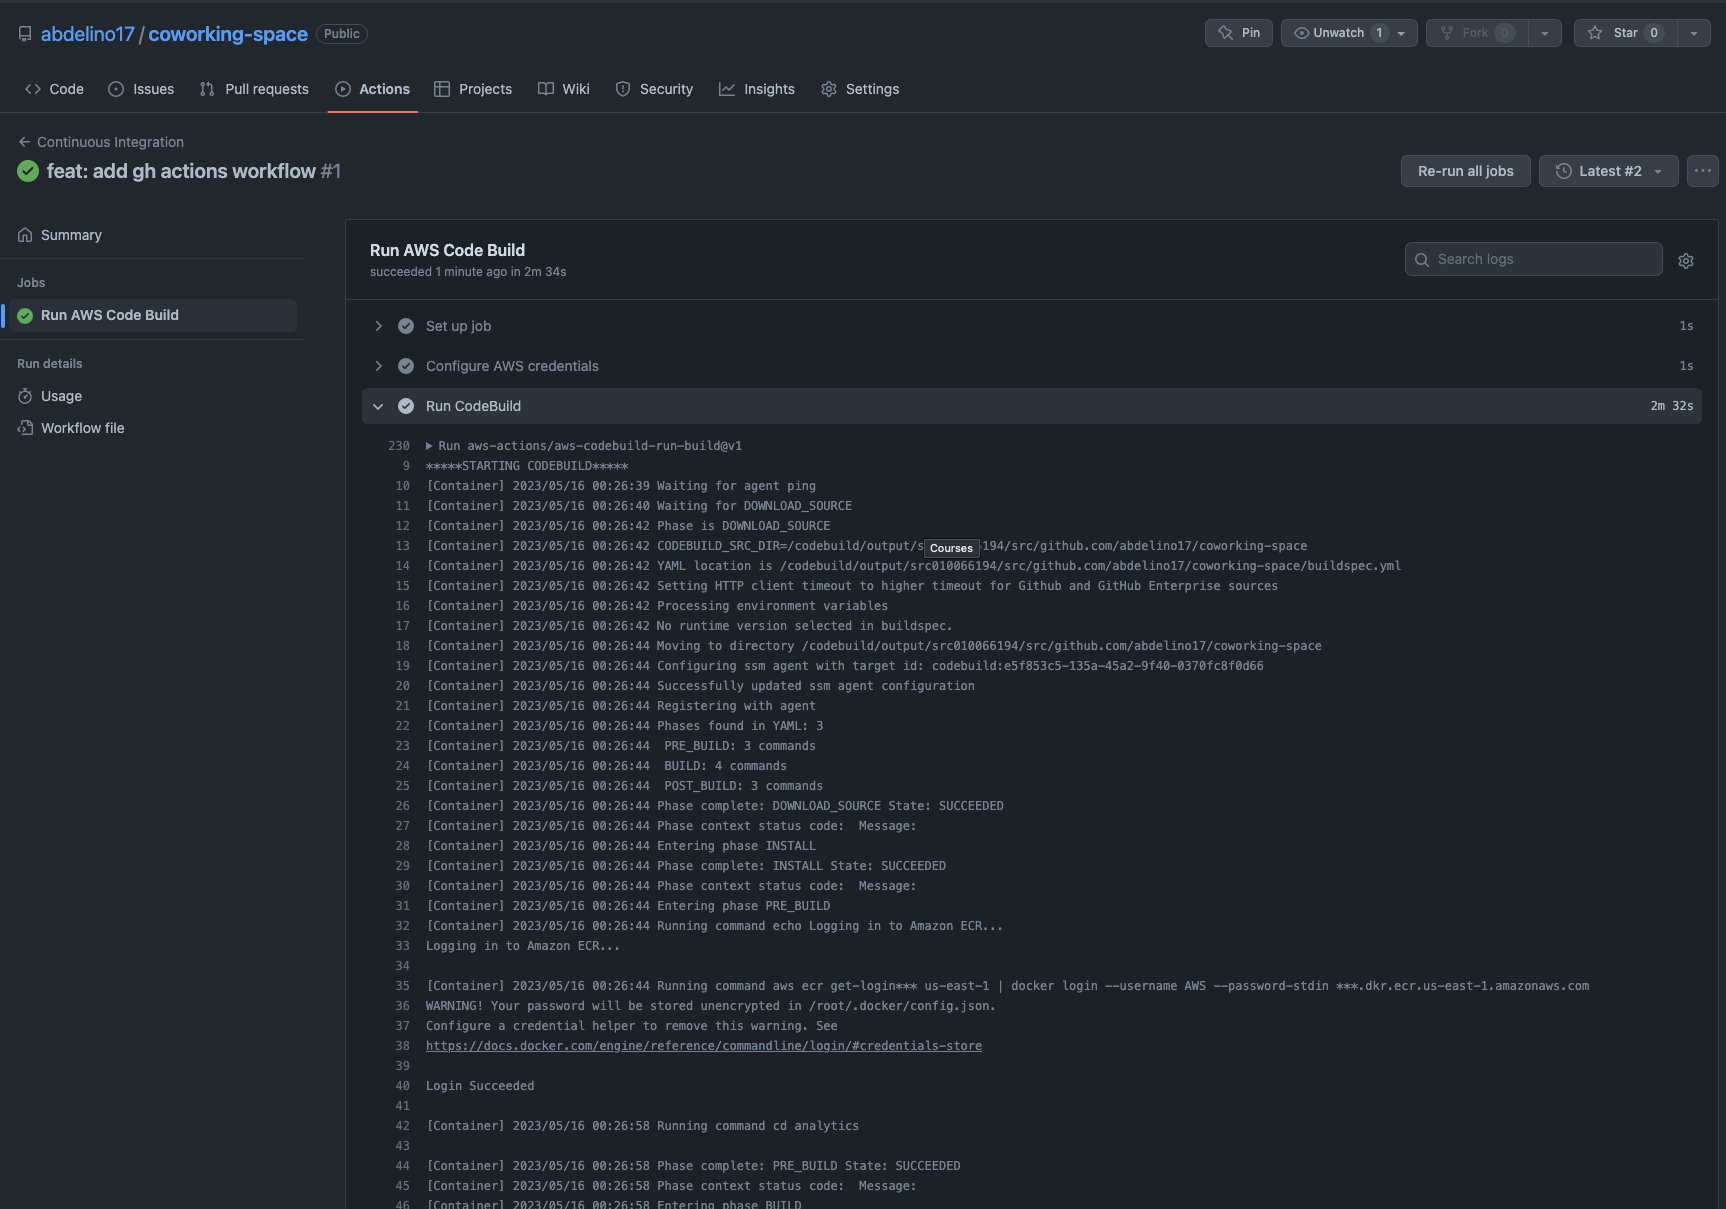 abdelino17 / coworking-space Public
Pin
Unwatch 1
Fork 0
Star 0
Code
Issues
Pull requests
Actions
Projects
Wiki
Security
Insights
Settings
← Continuous Integration
feat: add gh actions workflow #1
Re-run all jobs
Latest #2
Summary
Jobs
Run AWS Code Build
Run details
Usage
Workflow file
Run AWS Code Build
succeeded 1 minute ago in 2m 34s
Search logs
Set up job 1s
Configure AWS credentials 1s
Run CodeBuild 2m 32s
230 Run aws-actions/aws-codebuild-run-build@v1
9 *****STARTING CODEBUILD*****
10 [Container] 2023/05/16 00:26:39 Waiting for agent ping
11 [Container] 2023/05/16 00:26:40 Waiting for DOWNLOAD_SOURCE
12 [Container] 2023/05/16 00:26:42 Phase is DOWNLOAD_SOURCE
13 [Container] 2023/05/16 00:26:42 CODEBUILD_SRC_DIR=/codebuild/output/s Courses 194/src/github.com/abdelino17/coworking-space
14 [Container] 2023/05/16 00:26:42 YAML location is /codebuild/output/src010066194/src/github.com/abdelino17/coworking-space/buildspec.yml
15 [Container] 2023/05/16 00:26:42 Setting HTTP client timeout to higher timeout for Github and GitHub Enterprise sources
16 [Container] 2023/05/16 00:26:42 Processing environment variables
17 [Container] 2023/05/16 00:26:42 No runtime version selected in buildspec.
18 [Container] 2023/05/16 00:26:44 Moving to directory /codebuild/output/src010066194/src/github.com/abdelino17/coworking-space
19 [Container] 2023/05/16 00:26:44 Configuring ssm agent with target id: codebuild:e5f853c5-135a-45a2-9f40-0370fc8f0d66
20 [Container] 2023/05/16 00:26:44 Successfully updated ssm agent configuration
21 [Container] 2023/05/16 00:26:44 Registering with agent
22 [Container] 2023/05/16 00:26:44 Phases found in YAML: 3
23 [Container] 2023/05/16 00:26:44  PRE_BUILD: 3 commands
24 [Container] 2023/05/16 00:26:44  BUILD: 4 commands
25 [Container] 2023/05/16 00:26:44  POST_BUILD: 3 commands
26 [Container] 2023/05/16 00:26:44 Phase complete: DOWNLOAD_SOURCE State: SUCCEEDED
27 [Container] 2023/05/16 00:26:44 Phase context status code:  Message:
28 [Container] 2023/05/16 00:26:44 Entering phase INSTALL
29 [Container] 2023/05/16 00:26:44 Phase complete: INSTALL State: SUCCEEDED
30 [Container] 2023/05/16 00:26:44 Phase context status code:  Message:
31 [Container] 2023/05/16 00:26:44 Entering phase PRE_BUILD
32 [Container] 2023/05/16 00:26:44 Running command echo Logging in to Amazon ECR...
33 Logging in to Amazon ECR...
34
35 [Container] 2023/05/16 00:26:44 Running command aws ecr get-login*** us-east-1 | docker login --username AWS --password-stdin ***.dkr.ecr.us-east-1.amazonaws.com
36 WARNING! Your password will be stored unencrypted in /root/.docker/config.json.
37 Configure a credential helper to remove this warning. See
38 https://docs.docker.com/engine/reference/commandline/login/#credentials-store
39
40 Login Succeeded
41
42 [Container] 2023/05/16 00:26:58 Running command cd analytics
43
44 [Container] 2023/05/16 00:26:58 Phase complete: PRE_BUILD State: SUCCEEDED
45 [Container] 2023/05/16 00:26:58 Phase context status code:  Message:
46 [Container] 2023/05/16 00:26:58 Entering phase BUILD